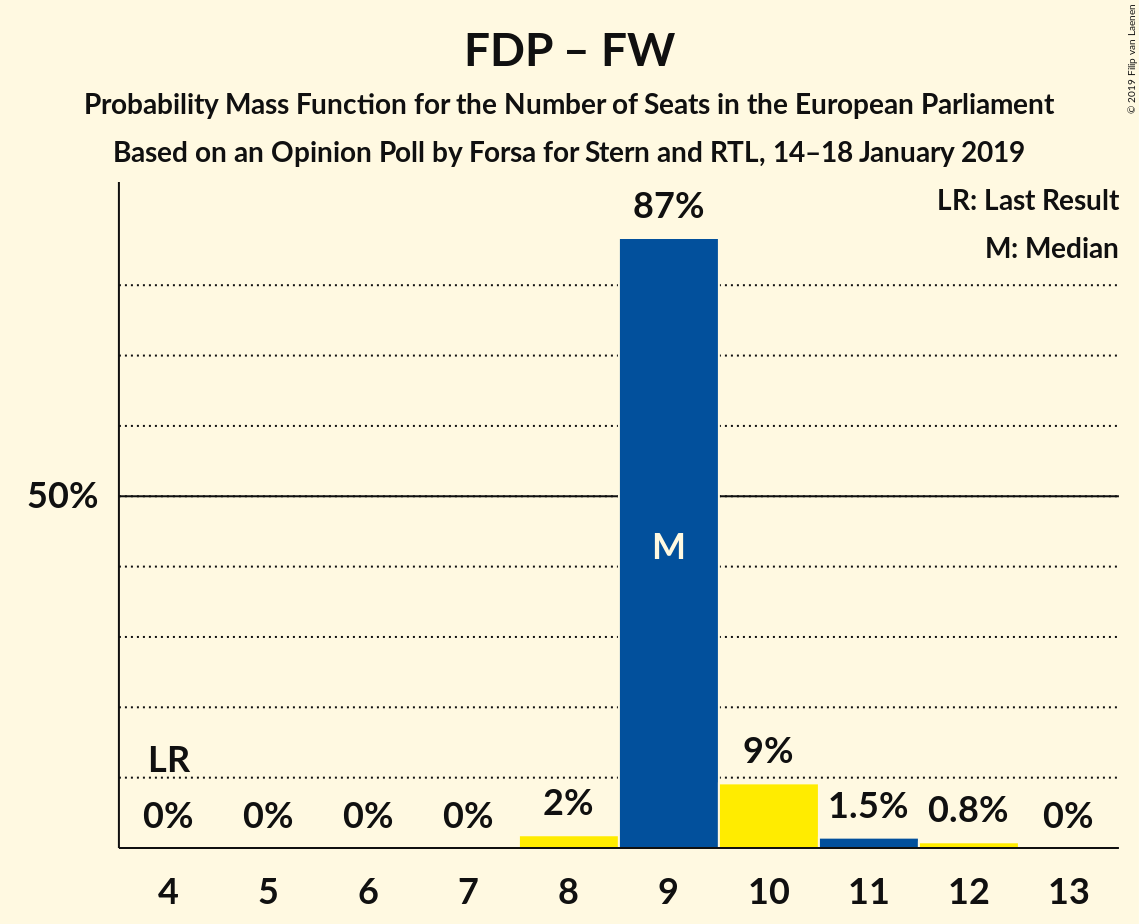 FDP – FW
Probability Mass Function for the Number of Seats in the European Parliament
Based on an Opinion Poll by Forsa for Stern and RTL, 14–18 January 2019
© 2019 Filip van Laenen
LR: Last Result
M: Median
87%
50%
M
LR
9%
0%
0%
0%
0%
2%
1.5%
0.8%
0%
4
5
6
7
8
9
10
11
12
13